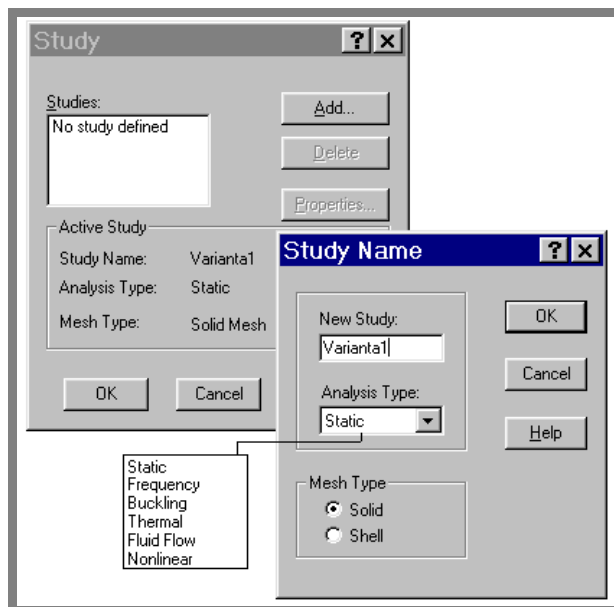 Study
Studies:
No study defined
Add...
Delete
Properties...
Active Study
Study Name: Varianta1
Analysis Type: Static
Mesh Type: Solid Mesh
OK Cancel
Study Name
New Study:
Varianta1
Analysis Type:
Static
Mesh Type
Solid
Shell
OK
Cancel
Help
Static
Frequency
Buckling
Thermal
Fluid Flow
Nonlinear